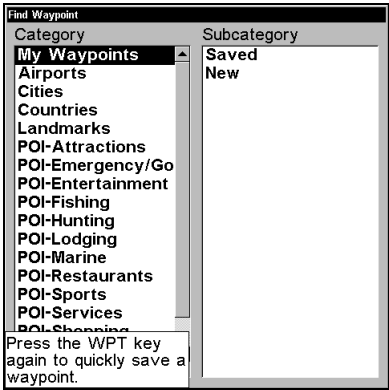 Find Waypoint
Category
My Waypoints
Airports
Cities
Countries
Landmarks
POI-Attractions
POI-Emergency/Go
POI-Entertainment
POI-Fishing
POI-Hunting
POI-Lodging
POI-Marine
POI-Restaurants
POI-Sports
POI-Services
POI-Shopping
Subcategory
Saved
New
Press the WPT key
again to quickly save a
waypoint.